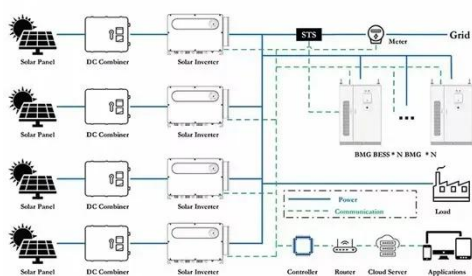 STS
Meter
Grid
Solar Panel DC Combiner Solar Inverter
BMG BESS * N BMG * N
Solar Panel DC Combiner Solar Inverter
Solar Panel DC Combiner Solar Inverter
Power
Communication
Load
Solar Panel DC Combiner Solar Inverter
Controller Router Cloud Server Applications